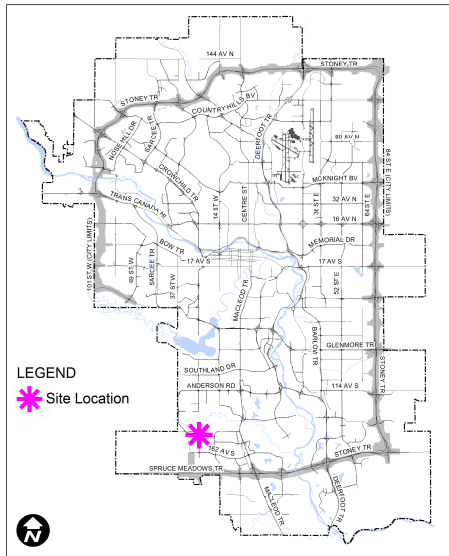 144 AV N
STONEY TR
STONEY TR
COUNTRY HILLS BV
NOSE HILL DR
SARCEE TR
DEERFOOT TR
80 AV N
84 ST E (CITY LIMITS)
CROWCHILD TR
MCKNIGHT BV
TRANS CANADA HI
14 ST W
CENTRE ST
36 ST E
32 AV N
16 AV N
64 ST E
101 ST W (CITY LIMITS)
BOW TR
MEMORIAL DR
17 AV S
17 AV S
69 ST W
SARCEE TR
37 ST W
52 ST E
MACLEOD TR
BARLOW TR
GLENMORE TR
STONEY TR
SOUTHLAND DR
ANDERSON RD
114 AV S
LEGEND
Site Location
162 AV S
STONEY TR
SPRUCE MEADOWS TR
MACLEOD TR
DEERFOOT TR
N